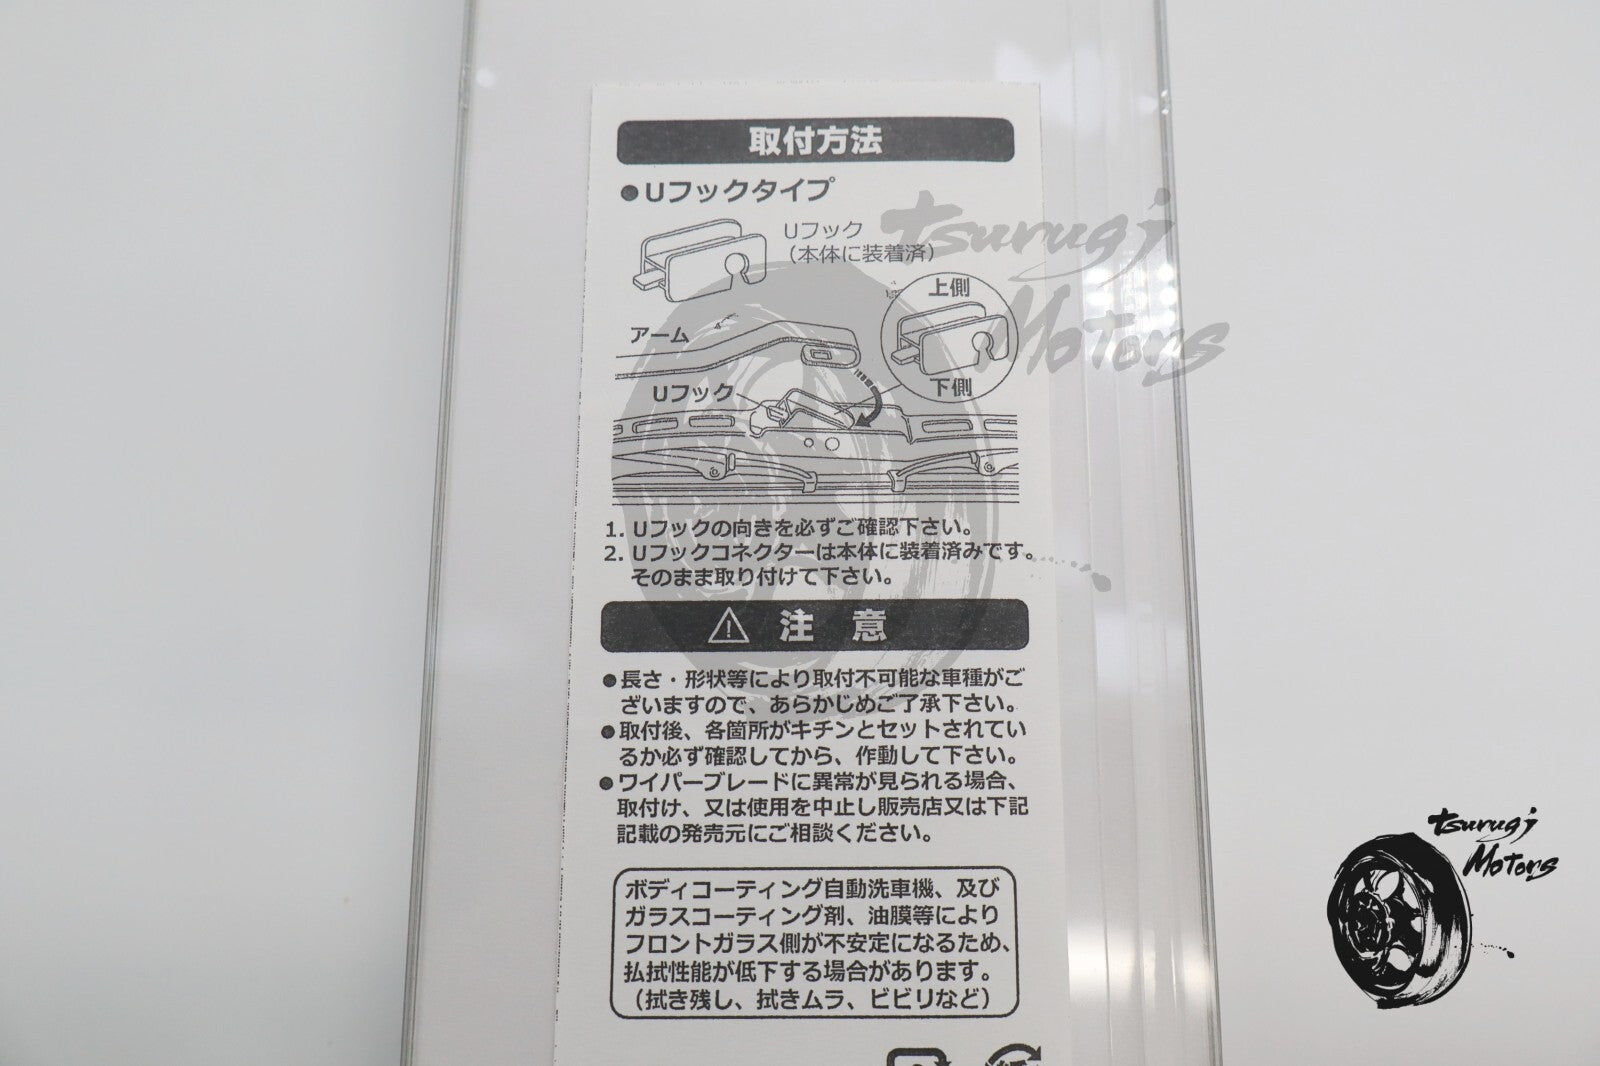 取付方法
●Uフックタイプ
Uフック
（本体に装着済）
tsurugi
Motors
上側
アーム
下側
Uフック
1. Uフックの向きを必ずご確認下さい。
2. Uフックコネクターは本体に装着済みです。
そのまま取り付けて下さい。
注 意
●長さ・形状等により取付不可能な車種がご
ざいますので、あらかじめご了承下さい。
●取付後、各箇所がキチンとセットされてい
るか必ず確認してから、作動して下さい。
●ワイパーブレードに異常が見られる場合、
取付け、又は使用を中止し販売店又は下記
記載の発売元にご相談ください。
ボディコーティング自動洗車機、及び
ガラスコーティング剤、油膜等により
フロントガラス側が不安定になるため、
払拭性能が低下する場合があります。
（拭き残し、拭きムラ、ビビリなど）
tsurugi
Motors